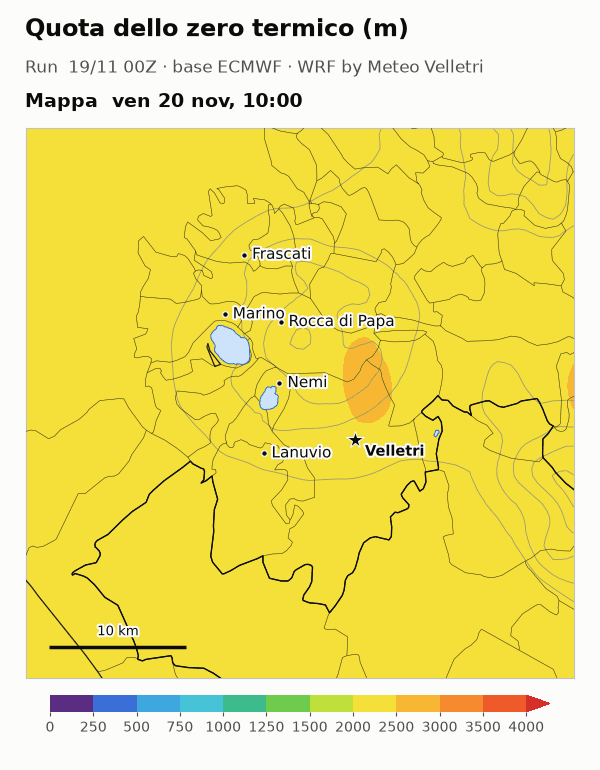 Quota dello zero termico (m)
Run  19/11 00Z · base ECMWF · WRF by Meteo Velletri
Mappa  ven 20 nov, 10:00
Frascati
Marino
Rocca di Papa
Nemi
Velletri
Lanuvio
10 km
0 250 500 750 1000 1250 1500 2000 2500 3000 3500 4000